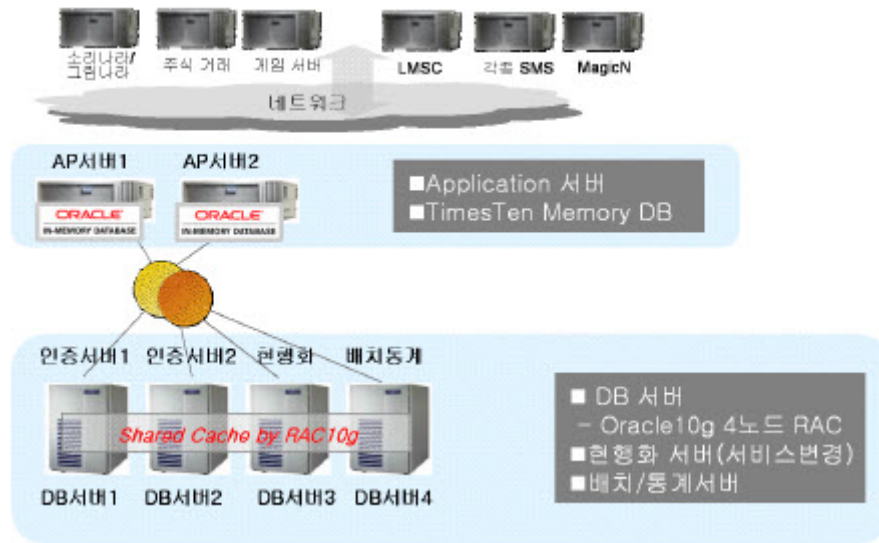 소리나라/
그림나라
주식 거래
게임 서버
LMSC
각종 SMS
MagicN
네트워크
AP서버1
AP서버2
ORACLE
IN-MEMORY DATABASE
ORACLE
IN-MEMORY DATABASE
■Application 서버
■TimesTen Memory DB
인증서버1
인증서버2
현행화
배치통계
Shared Cache by RAC10g
DB서버1
DB서버2
DB서버3
DB서버4
■ DB 서버
- Oracle10g 4노드 RAC
■현행화 서버(서비스변경)
■배치/통계서버